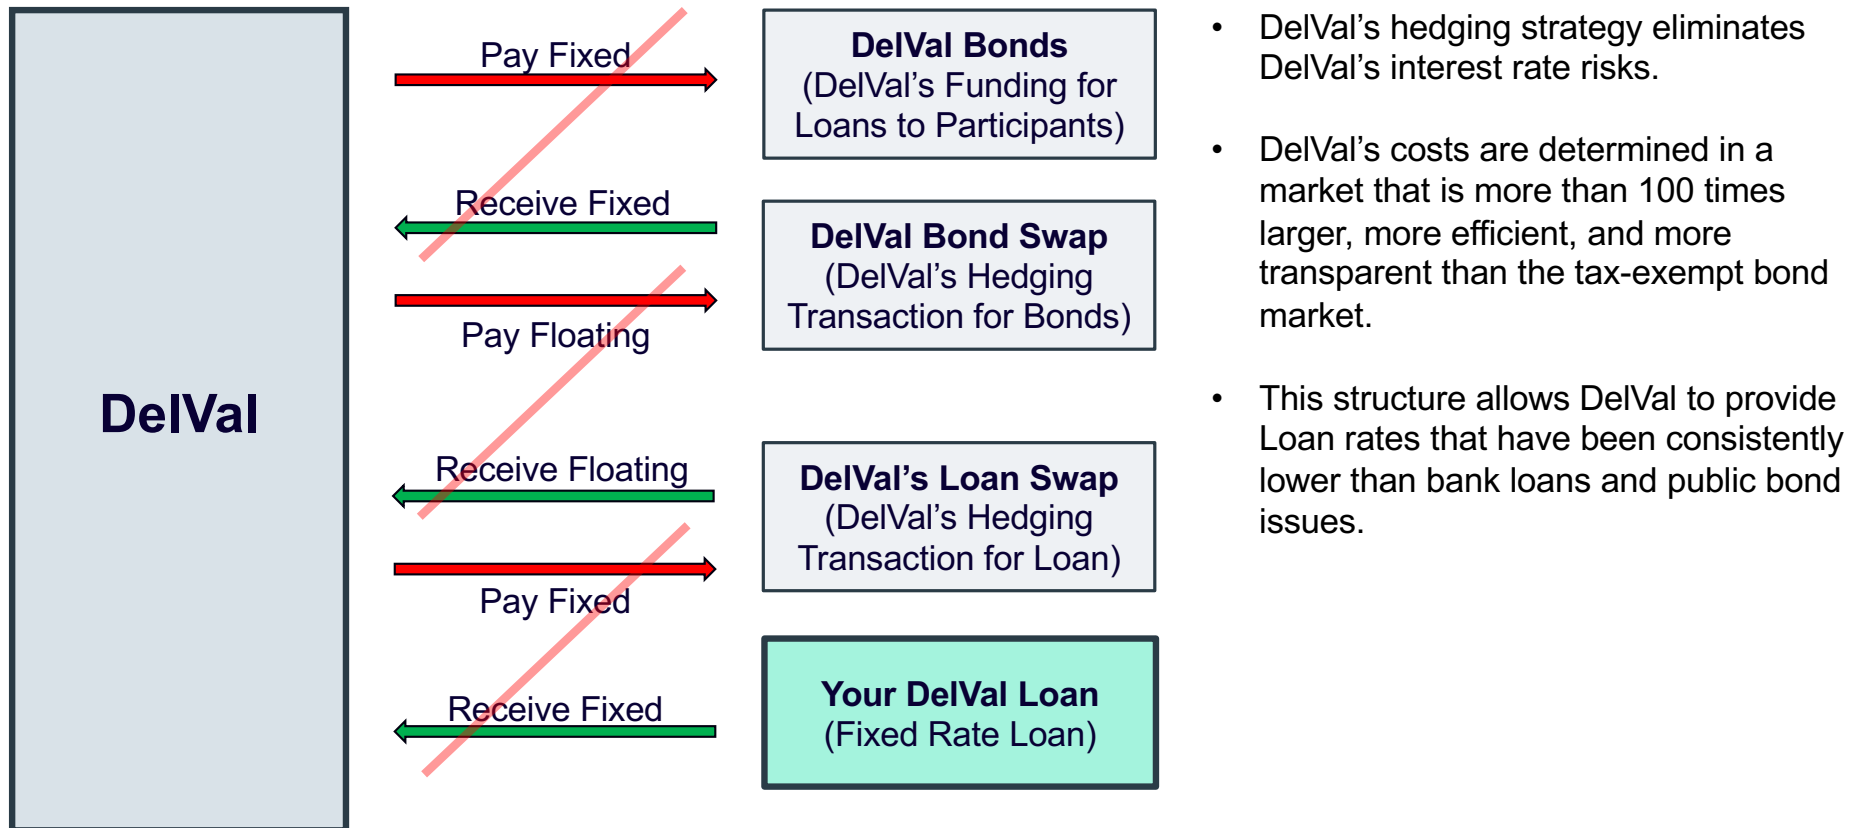 DelVal
Pay Fixed
Receive Fixed
Pay Floating
Receive Floating
Pay Fixed
Receive Fixed
DelVal Bonds
(DelVal’s Funding for
Loans to Participants)
DelVal Bond Swap
(DelVal’s Hedging
Transaction for Bonds)
DelVal’s Loan Swap
(DelVal’s Hedging
Transaction for Loan)
Your DelVal Loan
(Fixed Rate Loan)
• DelVal’s hedging strategy eliminates
DelVal’s interest rate risks.
• DelVal’s costs are determined in a
market that is more than 100 times
larger, more efficient, and more
transparent than the tax-exempt bond
market.
• This structure allows DelVal to provide
Loan rates that have been consistently
lower than bank loans and public bond
issues.